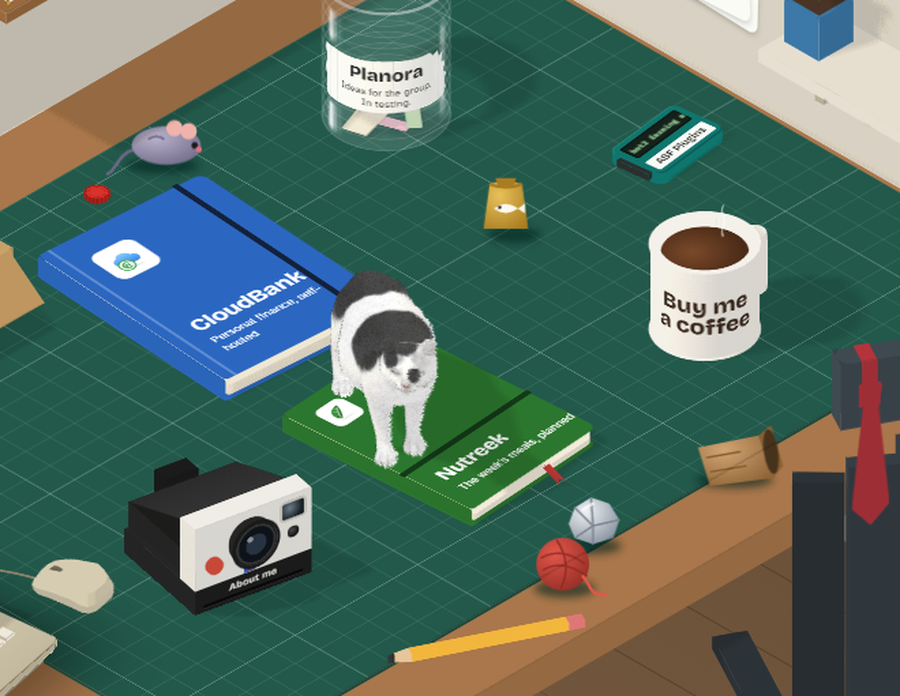 Planora
Ideas for the group.
In testing.
ASF Plugins
CloudBank
Personal finance, self-
hosted
Buy me
a coffee
Nutreek
The week's meals, planned
About me